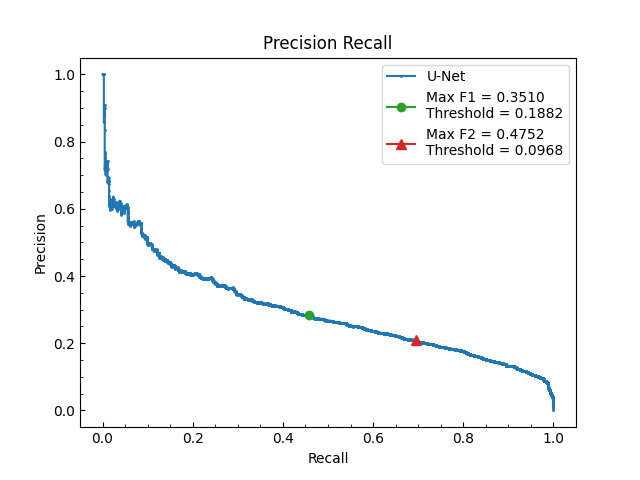 Precision Recall
1.0
0.8
0.6
0.4
0.2
0.0
Precision
U-Net
Max F1 = 0.3510
Threshold = 0.1882
Max F2 = 0.4752
Threshold = 0.0968
0.0 0.2 0.4 0.6 0.8 1.0
Recall